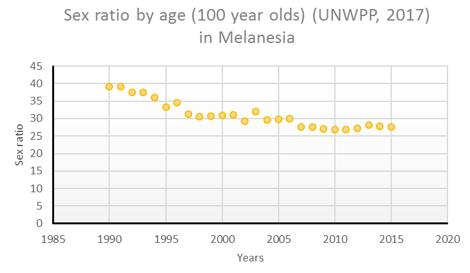 Sex ratio by age (100 year olds) (UNWPP, 2017)
in Melanesia
45
40
35
30
25
20
15
10
5
0
Sex ratio
1985 1990 1995 2000 2005 2010 2015 2020
Years